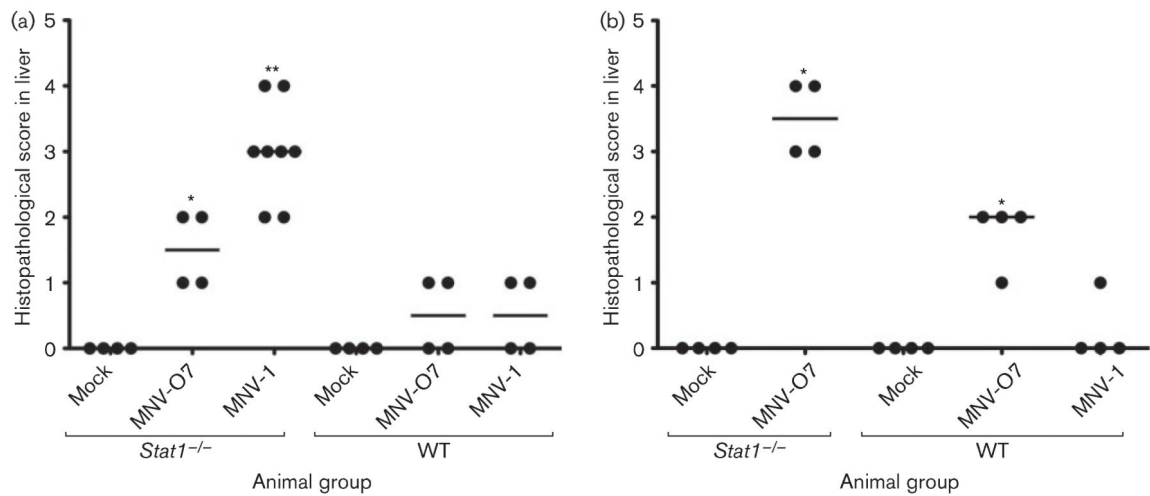 (a)
Histopathological score in liver
5
4
3
2
1
0
*
**
Mock
MNV-O7
MNV-1
Mock
MNV-O7
MNV-1
Stat1−/−
WT
Animal group
(b)
Histopathological score in liver
5
4
3
2
1
0
*
*
Mock
MNV-O7
Mock
MNV-O7
MNV-1
Stat1−/−
WT
Animal group